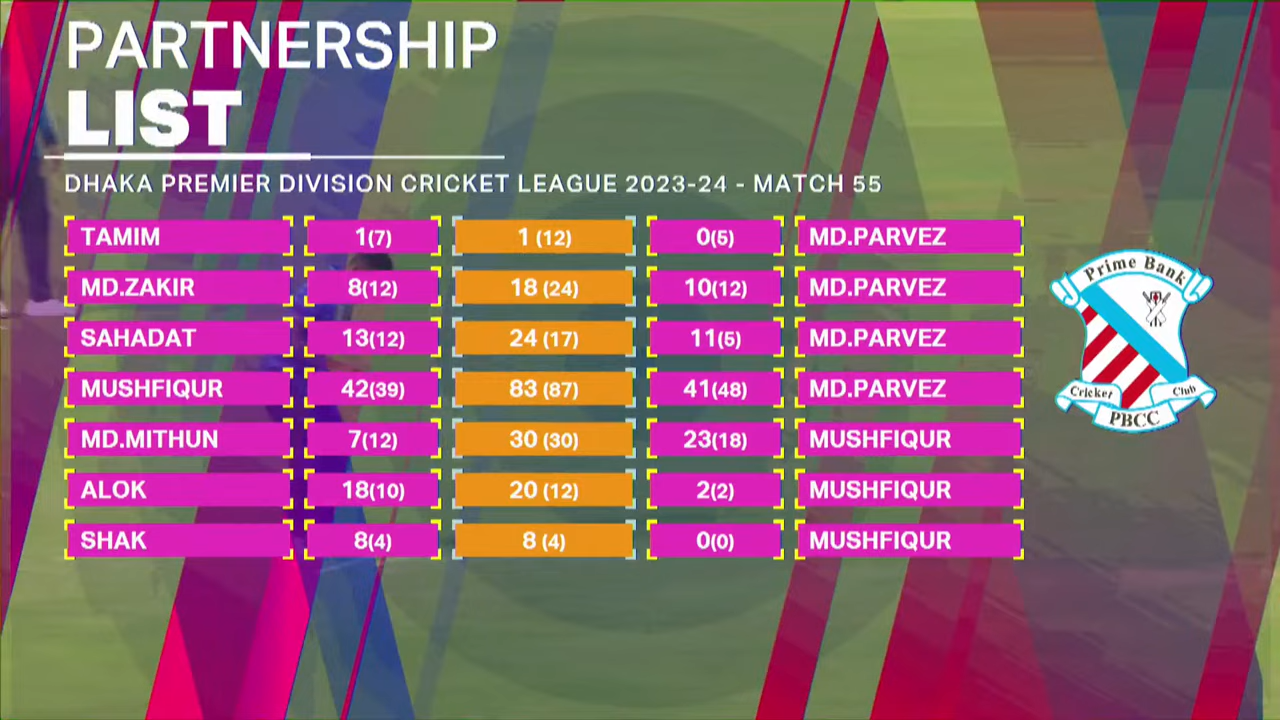 PARTNERSHIP
LIST
DHAKA PREMIER DIVISION CRICKET LEAGUE 2023-24 - MATCH 55
TAMIM 1(7) 1 (12) 0(5) MD.PARVEZ
MD.ZAKIR 8(12) 18 (24) 10(12) MD.PARVEZ
SAHADAT 13(12) 24 (17) 11(5) MD.PARVEZ
MUSHFIQUR 42(39) 83 (87) 41(48) MD.PARVEZ
MD.MITHUN 7(12) 30 (30) 23(18) MUSHFIQUR
ALOK 18(10) 20 (12) 2(2) MUSHFIQUR
SHAK 8(4) 8 (4) 0(0) MUSHFIQUR
Prime Bank
Cricket Club
PBCC